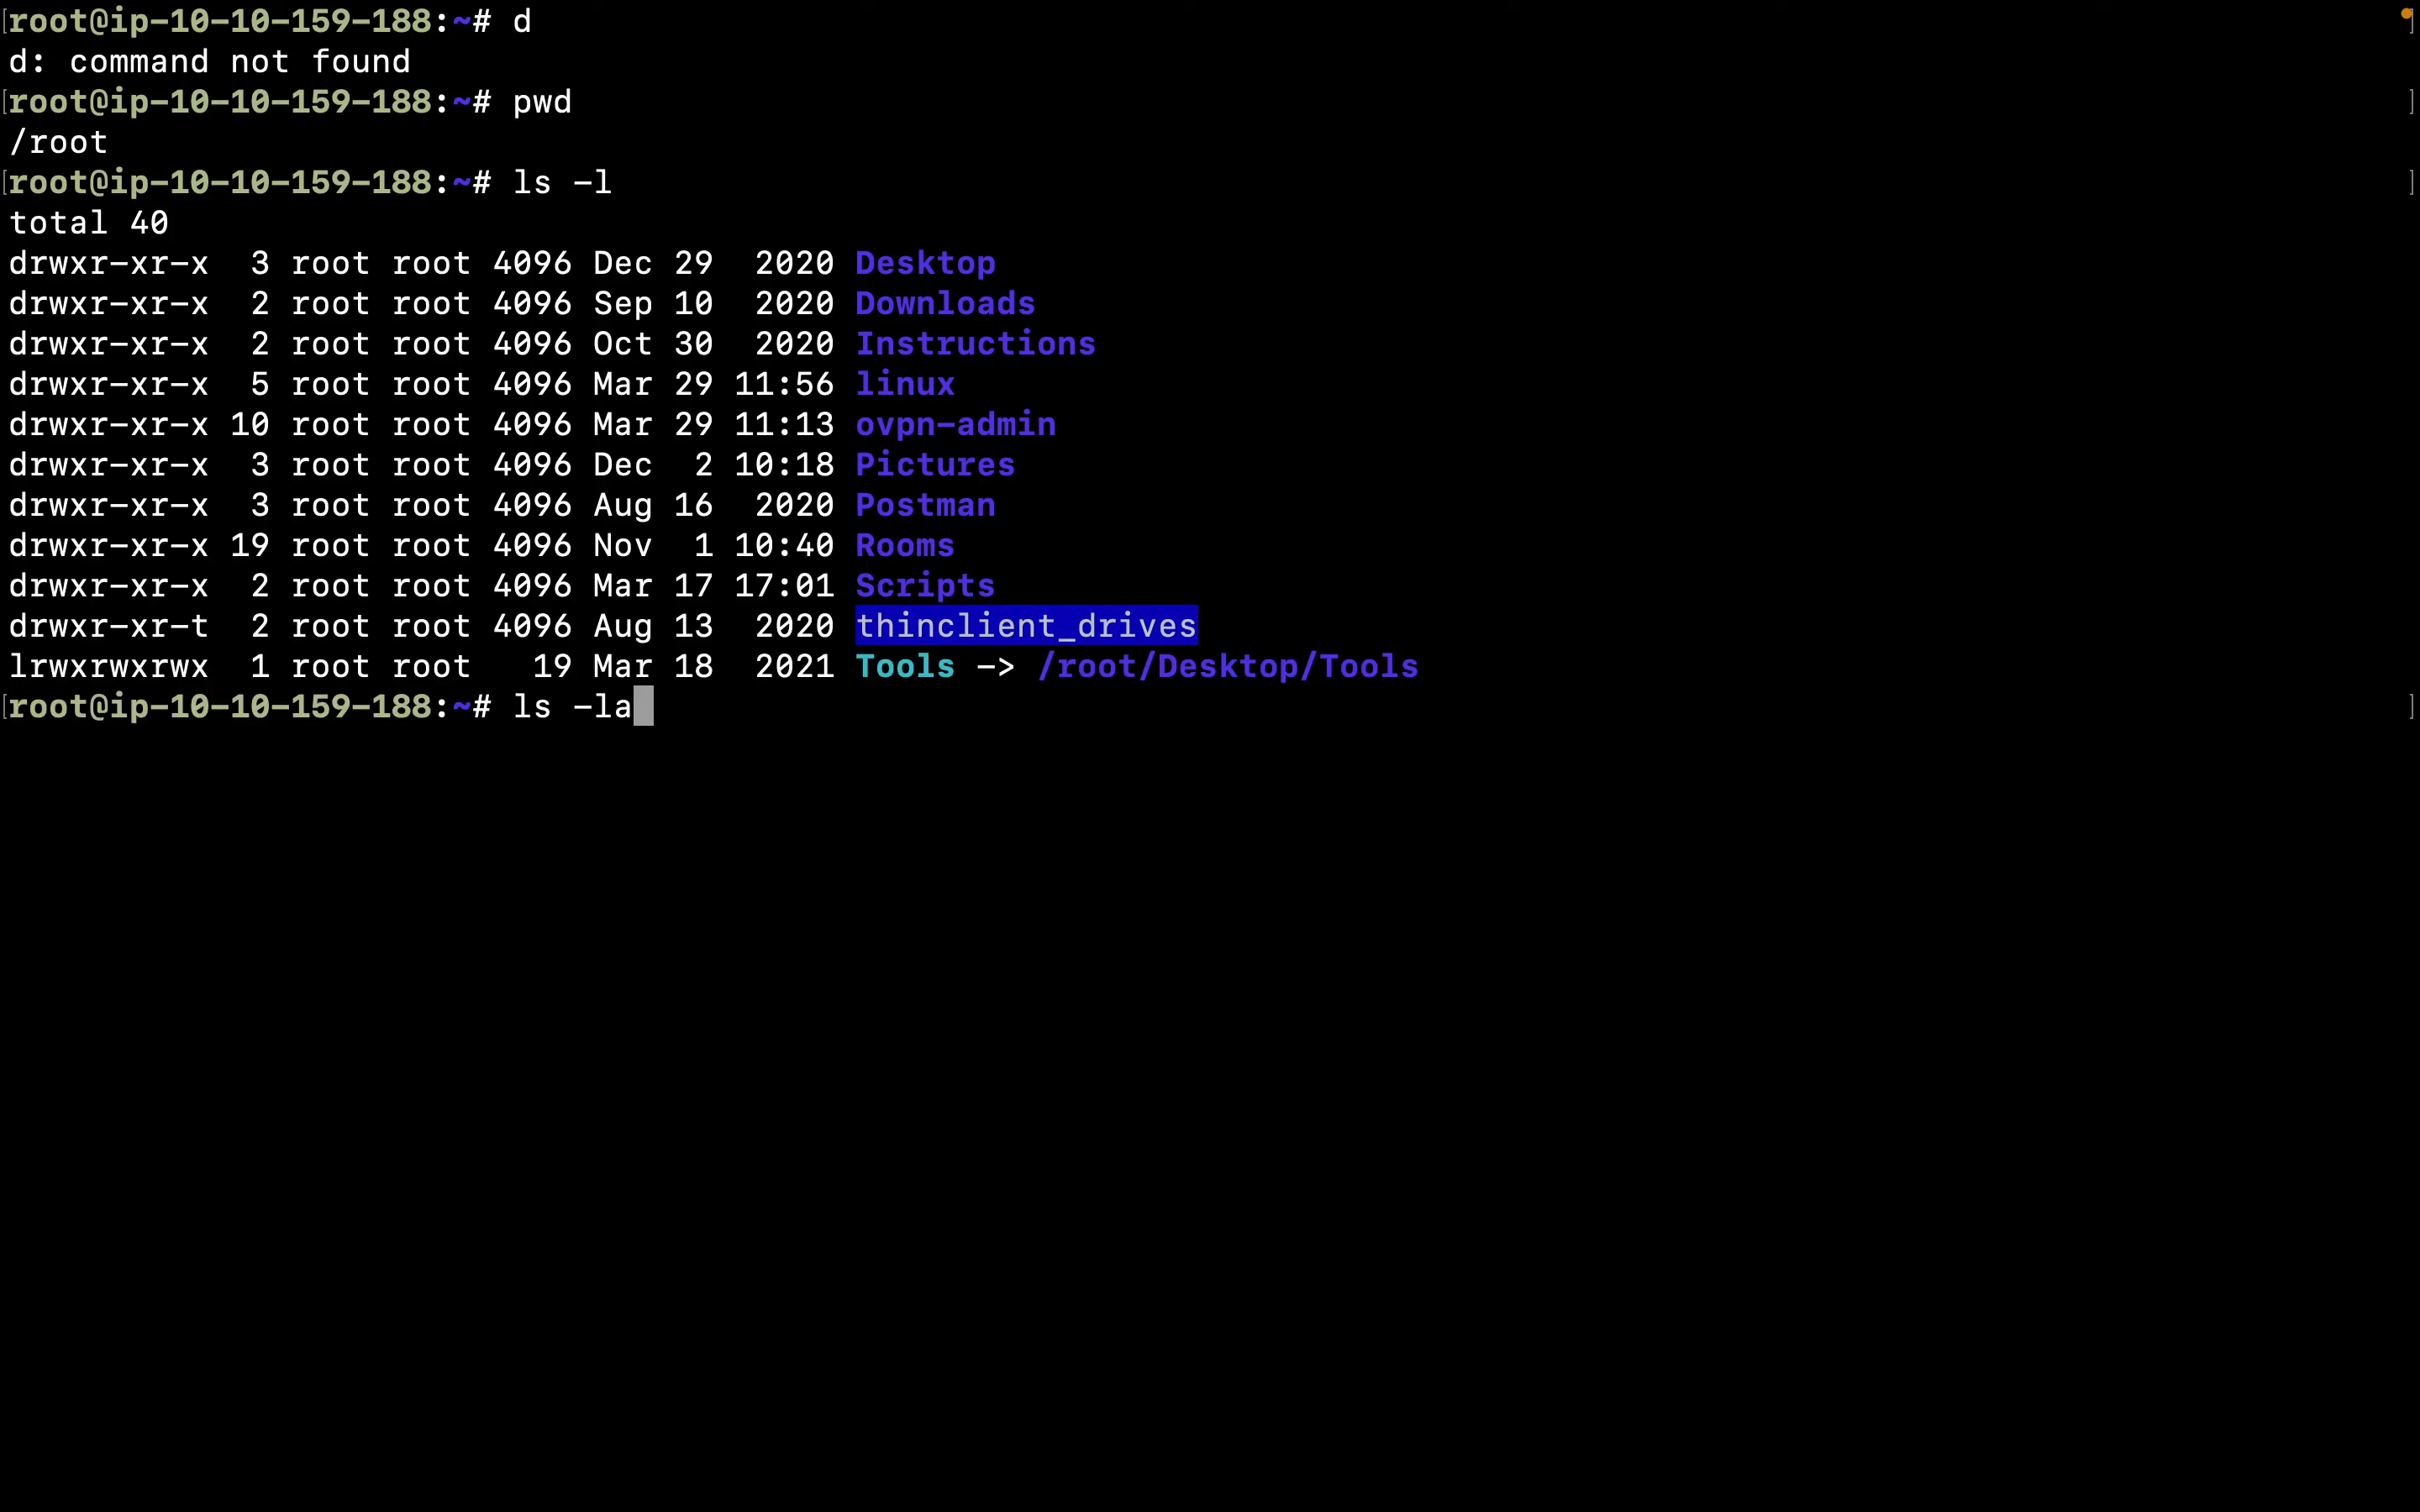 [root@ip-10-10-159-188:~# d ]
d: command not found
[root@ip-10-10-159-188:~# pwd ]
/root
[root@ip-10-10-159-188:~# ls -l ]
total 40
drwxr-xr-x  3 root root 4096 Dec 29  2020 Desktop
drwxr-xr-x  2 root root 4096 Sep 10  2020 Downloads
drwxr-xr-x  2 root root 4096 Oct 30  2020 Instructions
drwxr-xr-x  5 root root 4096 Mar 29 11:56 linux
drwxr-xr-x 10 root root 4096 Mar 29 11:13 ovpn-admin
drwxr-xr-x  3 root root 4096 Dec  2 10:18 Pictures
drwxr-xr-x  3 root root 4096 Aug 16  2020 Postman
drwxr-xr-x 19 root root 4096 Nov  1 10:40 Rooms
drwxr-xr-x  2 root root 4096 Mar 17 17:01 Scripts
drwxr-xr-t  2 root root 4096 Aug 13  2020 thinclient_drives
lrwxrwxrwx  1 root root   19 Mar 18  2021 Tools -> /root/Desktop/Tools
[root@ip-10-10-159-188:~# ls -la ]